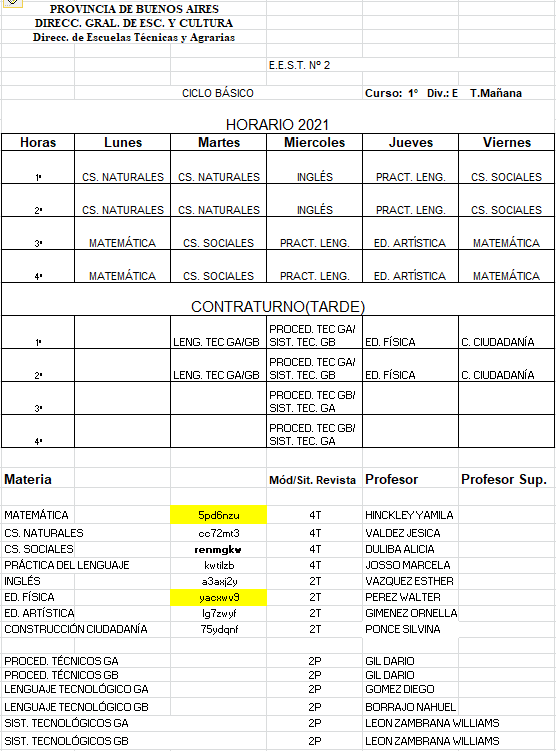 PROVINCIA DE BUENOS AIRES
DIRECC. GRAL. DE ESC. Y CULTURA
Direcc. de Escuelas Técnicas y Agrarias
E.E.S.T. Nº 2
CICLO BÁSICO Curso: 1° Div.: E T.Mañana
HORARIO 2021
Horas Lunes Martes Miercoles Jueves Viernes
1º CS. NATURALES CS. NATURALES INGLÉS PRACT. LENG. CS. SOCIALES
2º CS. NATURALES CS. NATURALES INGLÉS PRACT. LENG. CS. SOCIALES
3º MATEMÁTICA CS. SOCIALES PRACT. LENG. ED. ARTÍSTICA MATEMÁTICA
4º MATEMÁTICA CS. SOCIALES PRACT. LENG. ED. ARTÍSTICA MATEMÁTICA
CONTRATURNO(TARDE)
1º LENG. TEC GA/GB PROCED. TEC GA/ SIST. TEC. GB ED. FÍSICA C. CIUDADANÍA
2º LENG. TEC GA/GB PROCED. TEC GA/ SIST. TEC. GB ED. FÍSICA C. CIUDADANÍA
3º PROCED. TEC GB/ SIST. TEC. GA
4º PROCED. TEC GB/ SIST. TEC. GA
Materia Mód/Sit. Revista Profesor Profesor Sup.
MATEMÁTICA 5pd6nzu 4T HINCKLEY YAMILA
CS. NATURALES cc72mt3 4T VALDEZ JESICA
CS. SOCIALES renmgkw 4T DULIBA ALICIA
PRÁCTICA DEL LENGUAJE kwtilzb 4T JOSSO MARCELA
INGLÉS a3axj2y 2T VAZQUEZ ESTHER
ED. FÍSICA yacxwv9 2T PEREZ WALTER
ED. ARTÍSTICA lg7zwyf 2T GIMENEZ ORNELLA
CONSTRUCCIÓN CIUDADANÍA 75ydqnf 2T PONCE SILVINA
PROCED. TÉCNICOS GA 2P GIL DARIO
PROCED. TÉCNICOS GB 2P GIL DARIO
LENGUAJE TECNOLÓGICO GA 2P GOMEZ DIEGO
LENGUAJE TECNOLÓGICO GB 2P BORRAJO NAHUEL
SIST. TECNOLÓGICOS GA 2P LEON ZAMBRANA WILLIAMS
SIST. TECNOLÓGICOS GB 2P LEON ZAMBRANA WILLIAMS